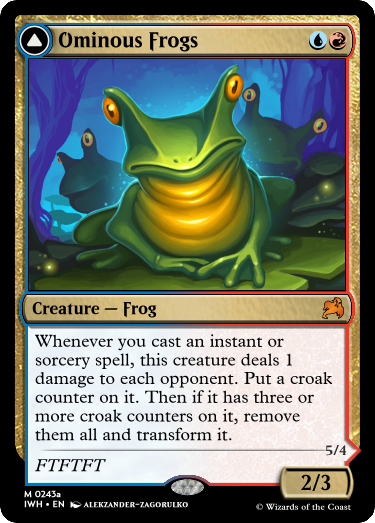 Ominous Frogs
Creature — Frog
Whenever you cast an instant or
sorcery spell, this creature deals 1
damage to each opponent. Put a croak
counter on it. Then if it has three or
more croak counters on it, remove
them all and transform it.
5/4
FTFTFT
2/3
M 0243a
IWH • EN ALEKZANDER-ZAGORULKO
© Wizards of the Coast